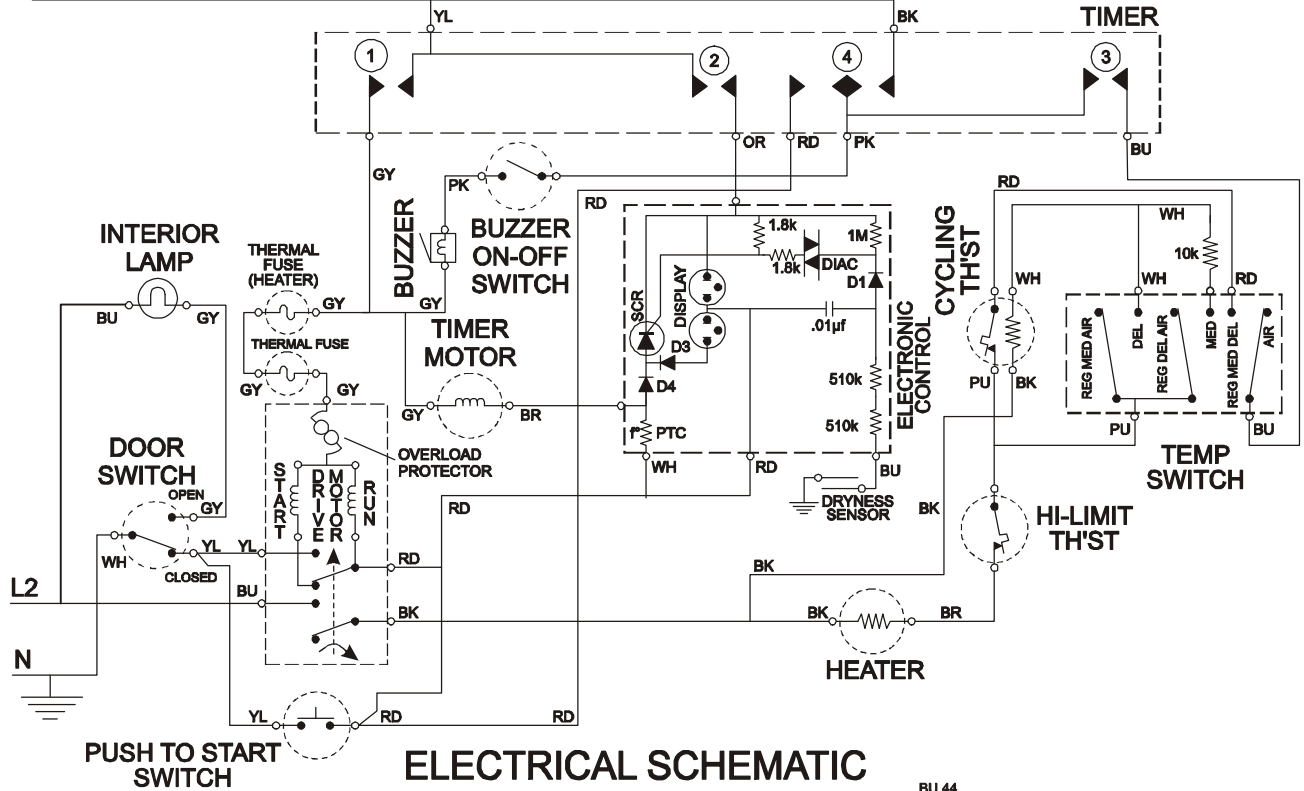 YL
BK
TIMER
1
2
4
3
OR
RD
PK
BU
GY
PK
RD
RD
BUZZER
BUZZER
ON-OFF
SWITCH
INTERIOR
LAMP
BU
GY
THERMAL
FUSE
(HEATER)
GY
GY
THERMAL FUSE
GY
GY
TIMER
MOTOR
GY
BR
1.8k
1.8k
DIAC
1M
D1
SCR
DISPLAY
.01µf
D3
D4
510k
510k
PTC
ELECTRONIC
CONTROL
WH
RD
BU
DRYNESS
SENSOR
CYCLING
TH'ST
WH
PU
BK
WH
10k
WH
RD
REG MED AIR
DEL
REG DEL AIR
MED
REG MED DEL
AIR
PU
BU
TEMP
SWITCH
DOOR
SWITCH
OPEN
GY
WH
YL
YL
CLOSED
OVERLOAD
PROTECTOR
START
DRIVE
MOTOR
RUN
RD
RD
BK
BK
HI-LIMIT
TH'ST
L2
BU
BK
BK
BR
HEATER
N
YL
RD
RD
PUSH TO START
SWITCH
ELECTRICAL SCHEMATIC